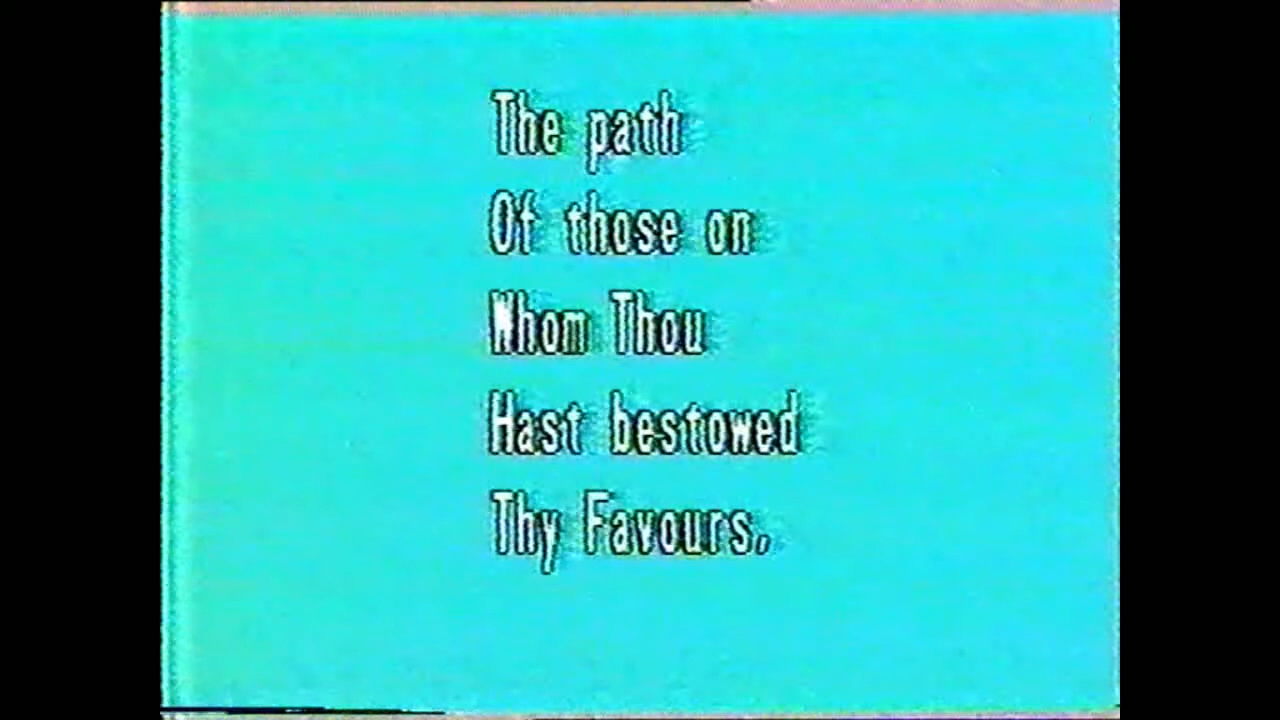 The path
Of those on
Whom Thou
Hast bestowed
Thy Favours,